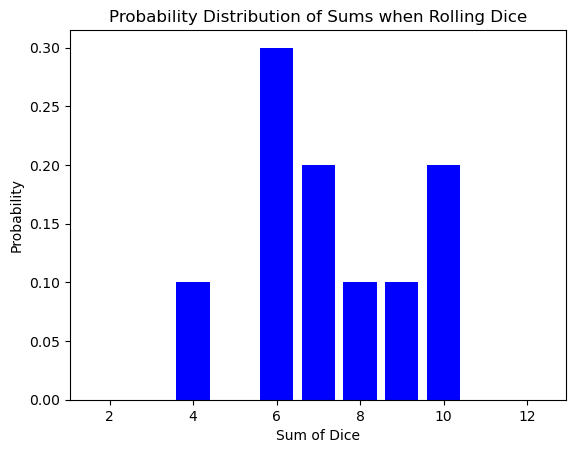 Probability Distribution of Sums when Rolling Dice
0.30
0.25
0.20
0.15
0.10
0.05
0.00
Probability
2 4 6 8 10 12
Sum of Dice